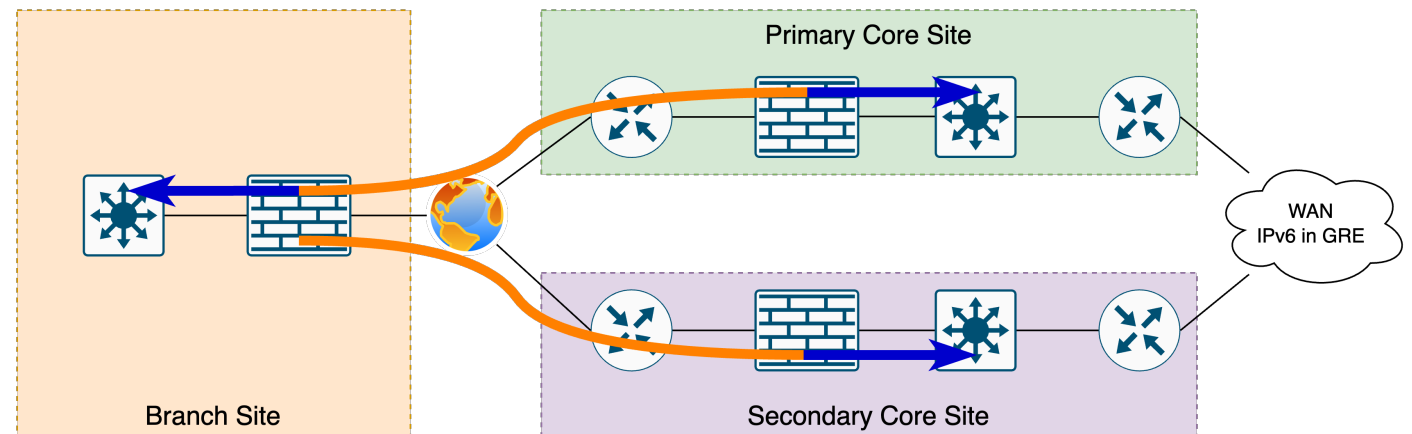 Primary Core Site
WAN
IPv6 in GRE
Branch Site
Secondary Core Site